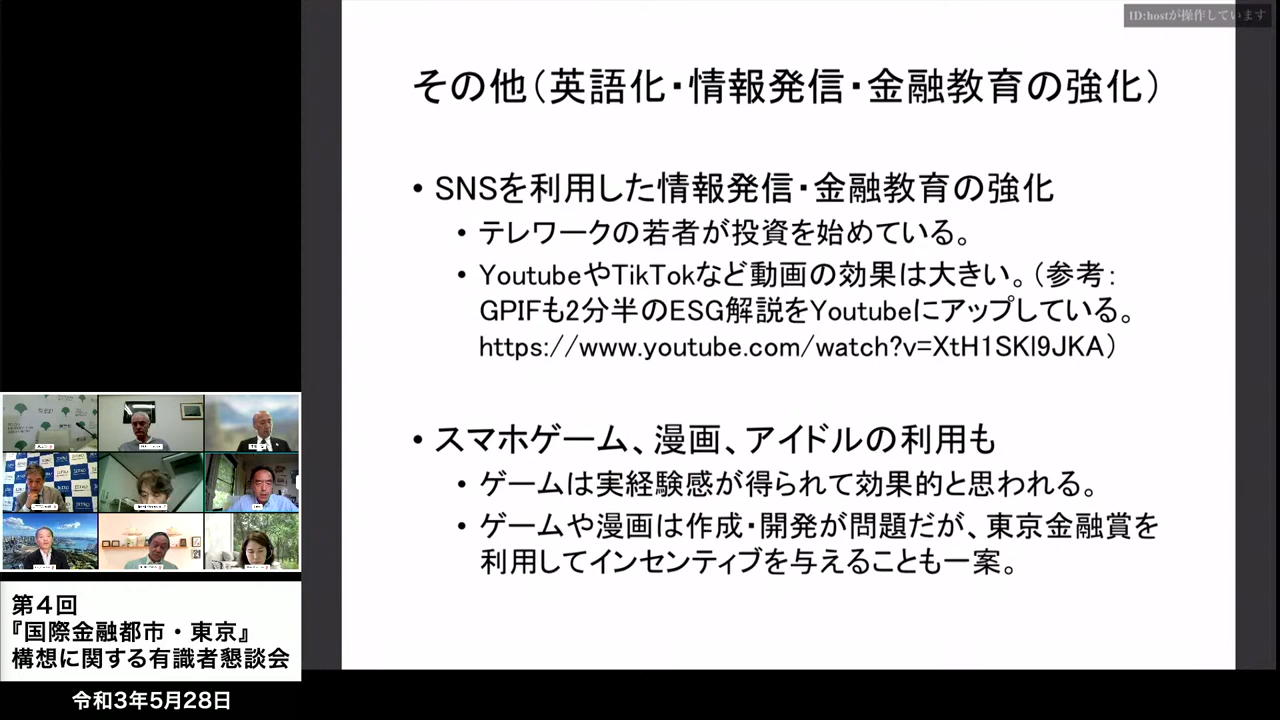 ID:hostが操作しています
その他（英語化・情報発信・金融教育の強化）
• SNSを利用した情報発信・金融教育の強化
• テレワークの若者が投資を始めている。
• YoutubeやTikTokなど動画の効果は大きい。（参考：
GPIFも2分半のESG解説をYoutubeにアップしている。
https://www.youtube.com/watch?v=XtH1SKl9JKA）
• スマホゲーム、漫画、アイドルの利用も
• ゲームは実経験感が得られて効果的と思われる。
• ゲームや漫画は作成・開発が問題だが、東京金融賞を
利用してインセンティブを与えることも一案。
第４回
『国際金融都市・東京』
構想に関する有識者懇談会
令和3年5月28日